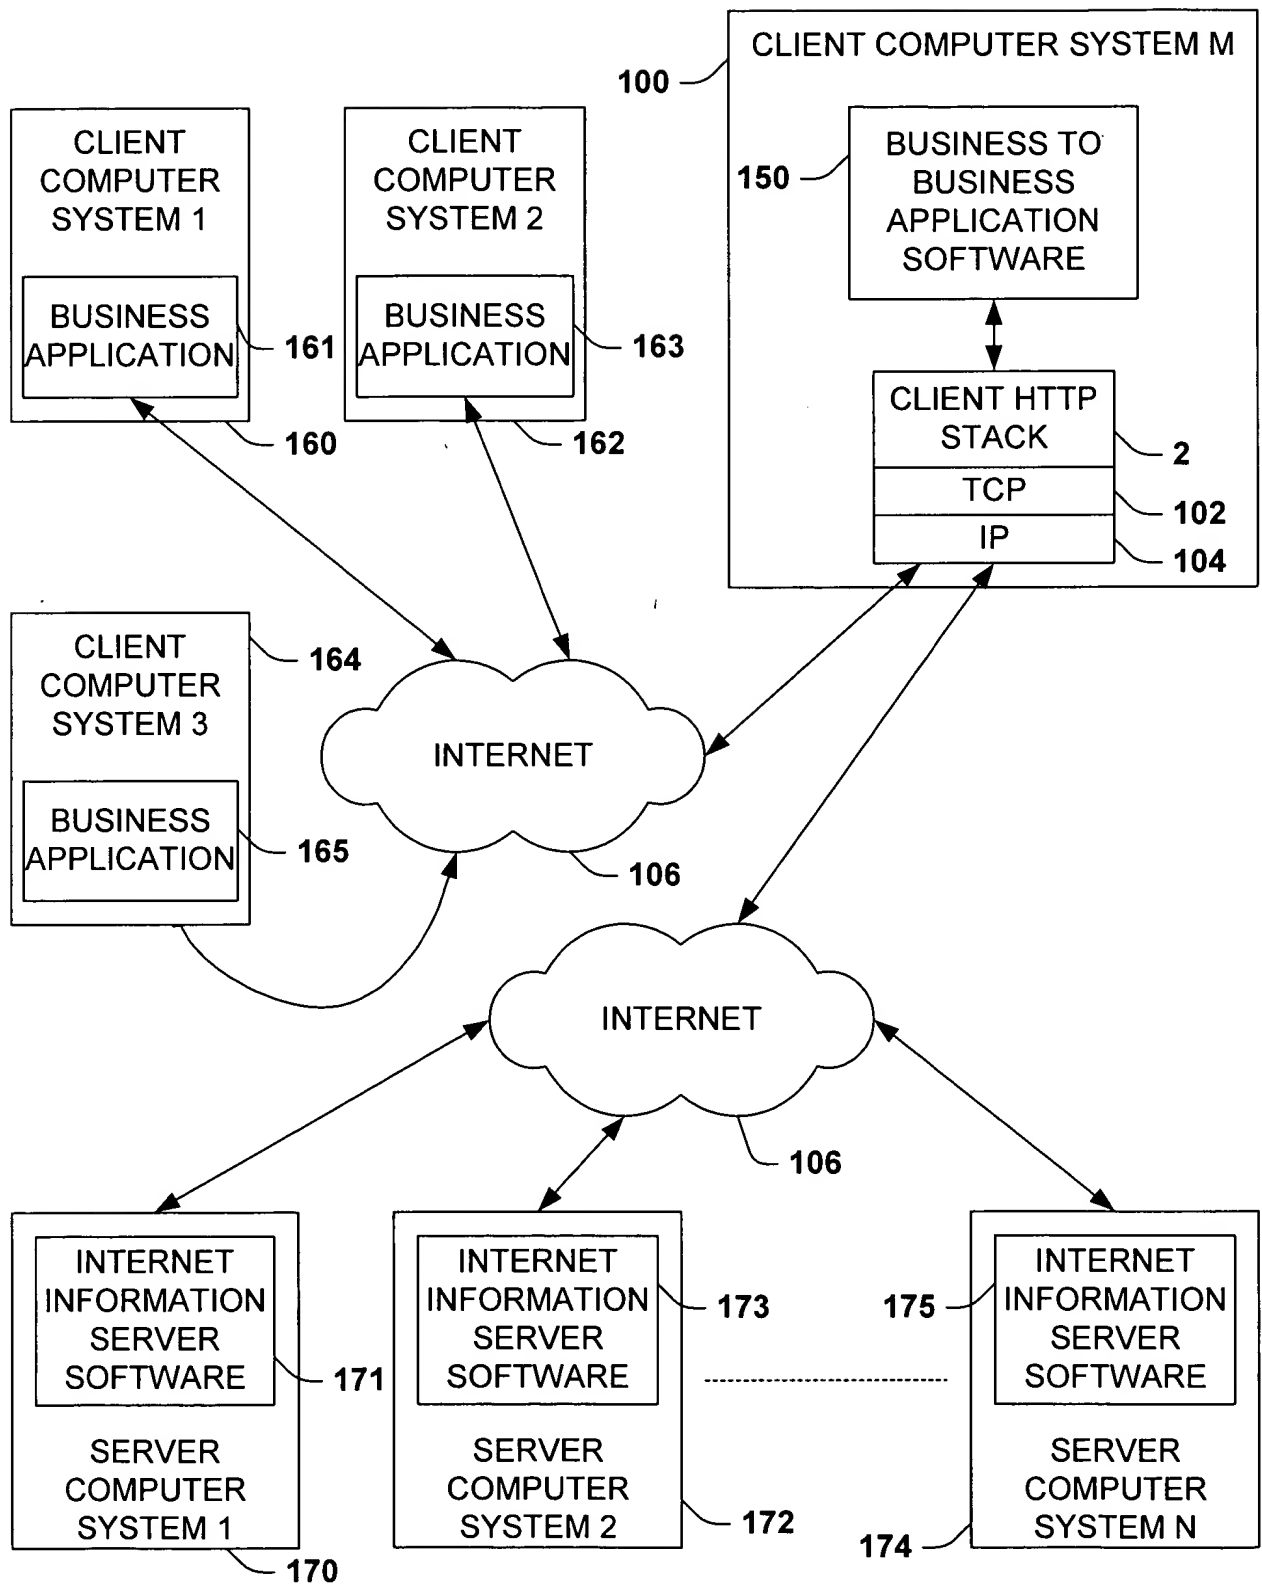 CLIENT COMPUTER SYSTEM M
100
BUSINESS TO
BUSINESS
APPLICATION
SOFTWARE
150
CLIENT HTTP
STACK
2
TCP
102
IP
104
CLIENT
COMPUTER
SYSTEM 1
BUSINESS
APPLICATION
161
160
CLIENT
COMPUTER
SYSTEM 2
BUSINESS
APPLICATION
163
162
CLIENT
COMPUTER
SYSTEM 3
164
BUSINESS
APPLICATION
165
INTERNET
106
INTERNET
106
INTERNET
INFORMATION
SERVER
SOFTWARE
171
SERVER
COMPUTER
SYSTEM 1
170
INTERNET
INFORMATION
SERVER
SOFTWARE
173
SERVER
COMPUTER
SYSTEM 2
172
INTERNET
INFORMATION
SERVER
SOFTWARE
175
SERVER
COMPUTER
SYSTEM N
174